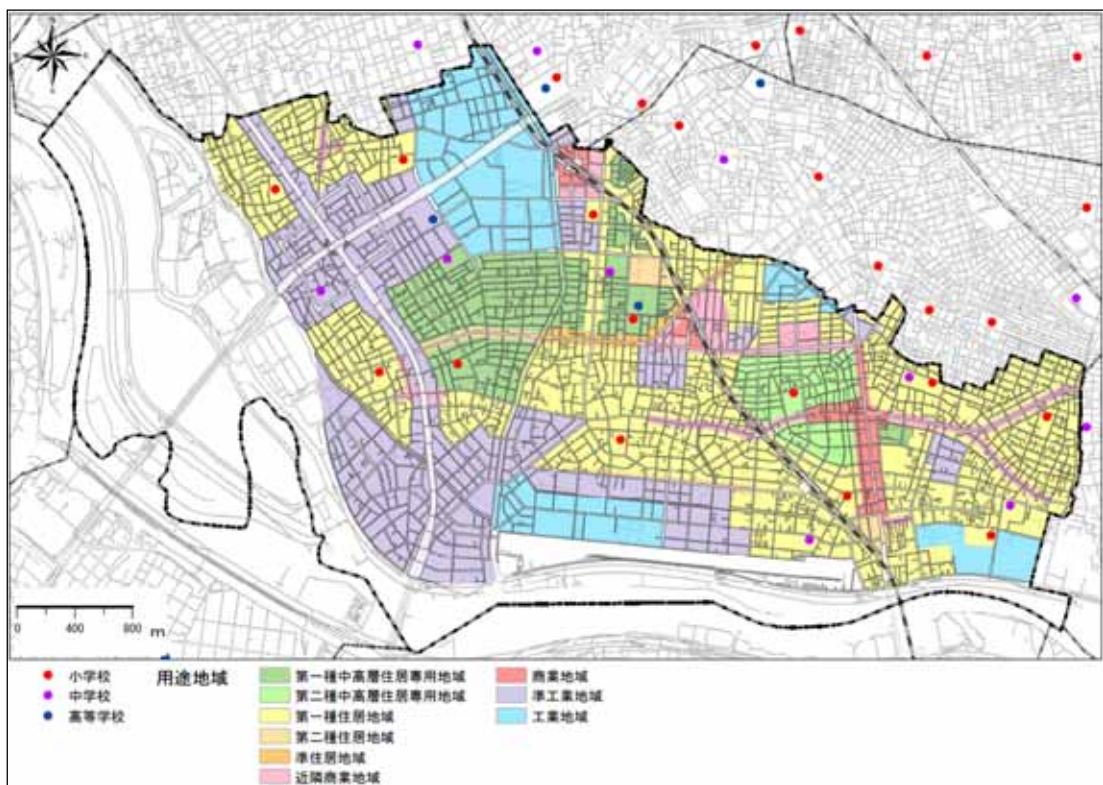 0 400 800 m
小学校
中学校
高等学校
用途地域
第一種中高層住居専用地域
第二種中高層住居専用地域
第一種住居地域
第二種住居地域
準住居地域
近隣商業地域
商業地域
準工業地域
工業地域